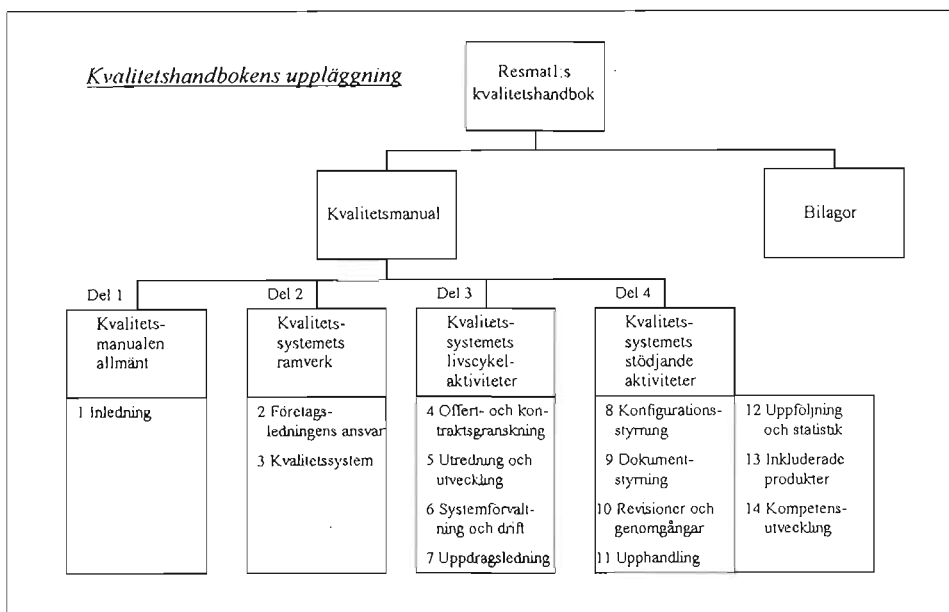 Kvalitetshandbokens uppläggning
Resmatl:s
kvalitetshandbok
Kvalitetsmanual
Bilagor
Del 1
Del 2
Del 3
Del 4
Kvalitets-
manualen
allmänt
Kvalitets-
systemets
ramverk
Kvalitets-
systemets
livscykel-
aktiviteter
Kvalitets-
systemets
stödjande
aktiviteter
1 Inledning
2 Företags-
ledningens ansvar
3 Kvalitetssystem
4 Offert- och kon-
traktsgranskning
5 Utredning och
utveckling
6 Systemförvalt-
ning och drift
7 Uppdragsledning
8 Konfigurations-
styrning
9 Dokument-
styrning
10 Revisioner och
genomgångar
11 Upphandling
12 Uppföljning
och statistik
13 Inkluderade
produkter
14 Kompetens-
utveckling